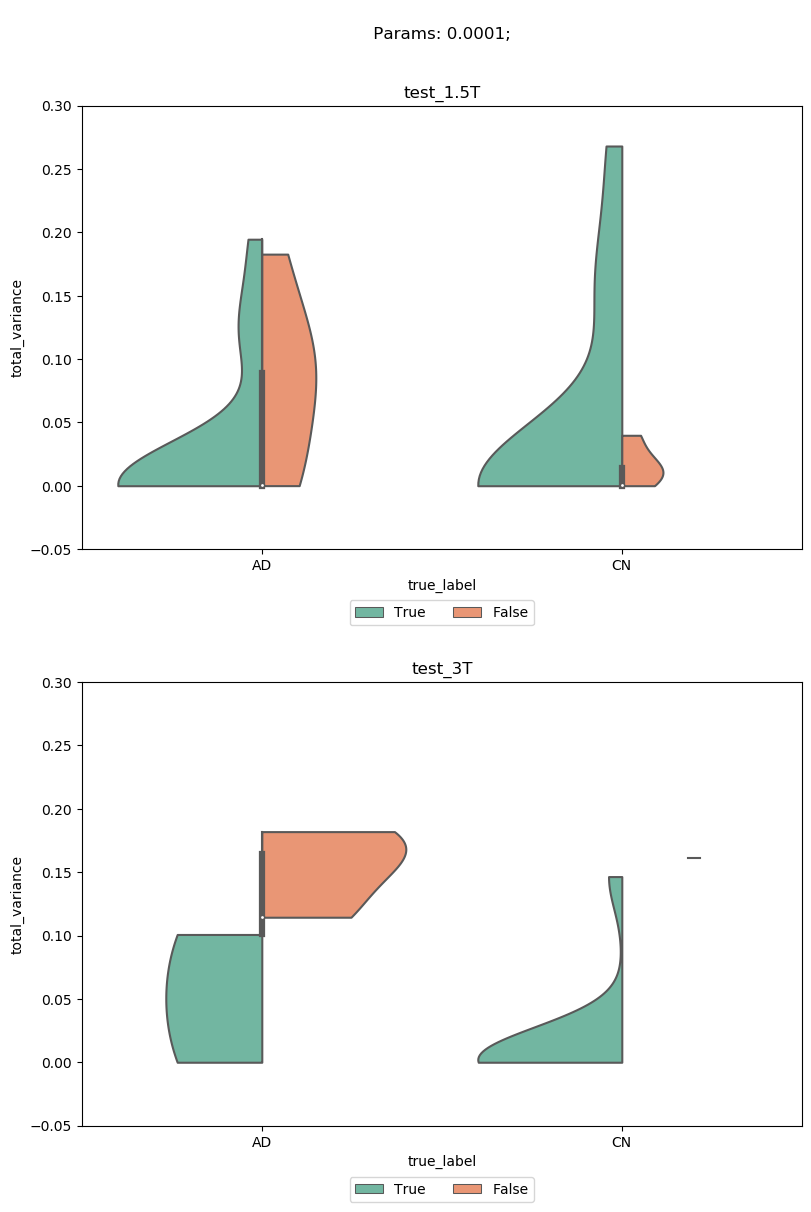 Params: 0.0001;
test_1.5T
0.30
0.25
0.20
0.15
0.10
0.05
0.00
−0.05
total_variance
AD CN
true_label
True False
test_3T
0.30
0.25
0.20
0.15
0.10
0.05
0.00
−0.05
total_variance
AD CN
true_label
True False